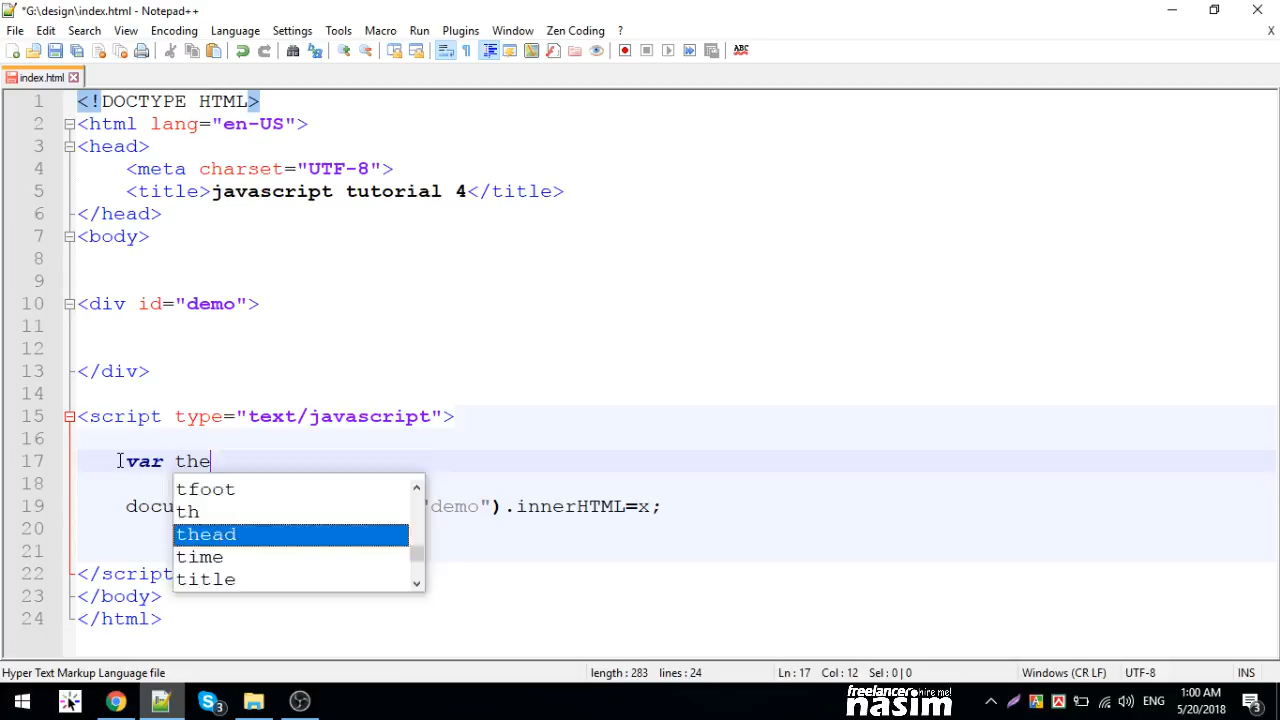 *G:\design\index.html - Notepad++
File Edit Search View Encoding Language Settings Tools Macro Run Plugins Window Zen Coding ? X
ABC
index.html
1 <!DOCTYPE HTML>
2 <html lang="en-US">
3 <head>
4 <meta charset="UTF-8">
5 <title>javascript tutorial 4</title>
6 </head>
7 <body>
8
9
10 <div id="demo">
11
12
13 </div>
14
15 <script type="text/javascript">
16
17 var the
18
tfoot
19 docu "demo").innerHTML=x;
th
20
thead
21
time
22 </script
title
23 </body>
24 </html>
Hyper Text Markup Language file length : 283 lines : 24 Ln : 17 Col : 12 Sel : 0 | 0 Windows (CR LF) UTF-8 INS
3 freelancer hire me! ENG 1:00 AM
nasim 5/20/2018 3